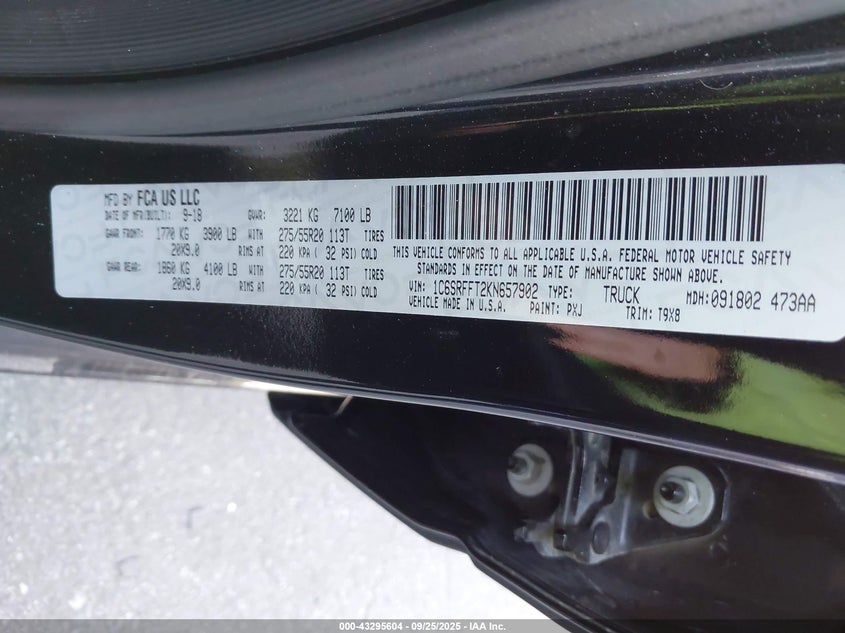 MFD BY FCA US LLC
DATE OF MFR(BUILT): 9-18 GVWR: 3221 KG 7100 LB
GAWR FRONT: 1770 KG 3900 LB WITH 275/55R20 113T TIRES
20X9.0 RIMS AT 220 KPA ( 32 PSI) COLD
GAWR REAR: 1860 KG 4100 LB WITH 275/55R20 113T TIRES
20X9.0 RIMS AT 220 KPA ( 32 PSI) COLD
THIS VEHICLE CONFORMS TO ALL APPLICABLE U.S.A. FEDERAL MOTOR VEHICLE SAFETY
STANDARDS IN EFFECT ON THE DATE OF MANUFACTURE SHOWN ABOVE.
VIN: 1C6SRFFT2KN657902 TYPE: TRUCK MDH:091802 473AA
VEHICLE MADE IN U.S.A. PAINT: PXJ TRIM: T9X8
000-43295604 - 09/25/2025 - IAA Inc.